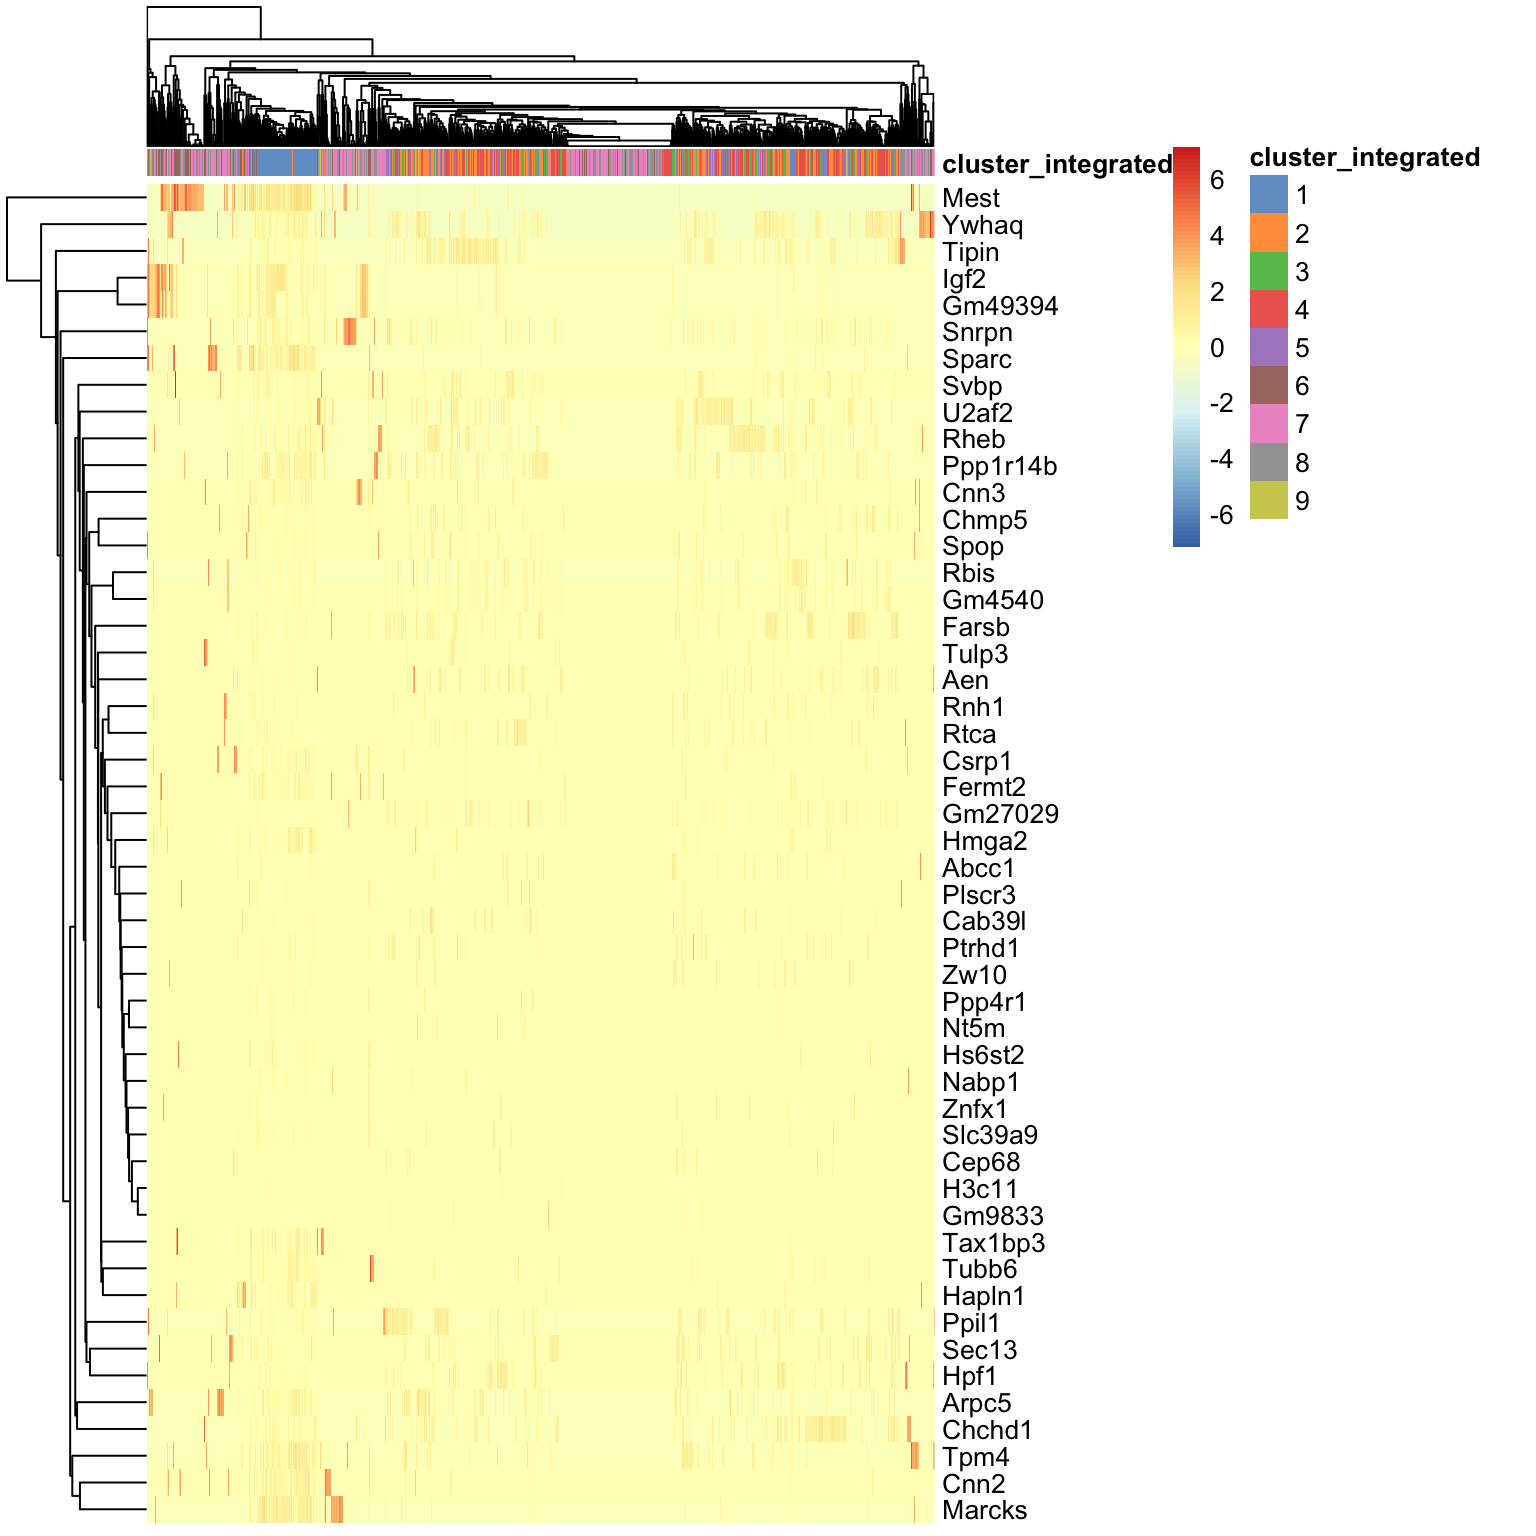 cluster_integrated
Mest
Ywhaq
Tipin
Igf2
Gm49394
Snrpn
Sparc
Svbp
U2af2
Rheb
Ppp1r14b
Cnn3
Chmp5
Spop
Rbis
Gm4540
Farsb
Tulp3
Aen
Rnh1
Rtca
Csrp1
Fermt2
Gm27029
Hmga2
Abcc1
Plscr3
Cab39l
Ptrhd1
Zw10
Ppp4r1
Nt5m
Hs6st2
Nabp1
Znfx1
Slc39a9
Cep68
H3c11
Gm9833
Tax1bp3
Tubb6
Hapln1
Ppil1
Sec13
Hpf1
Arpc5
Chchd1
Tpm4
Cnn2
Marcks
6
4
2
0
-2
-4
-6
cluster_integrated
1
2
3
4
5
6
7
8
9